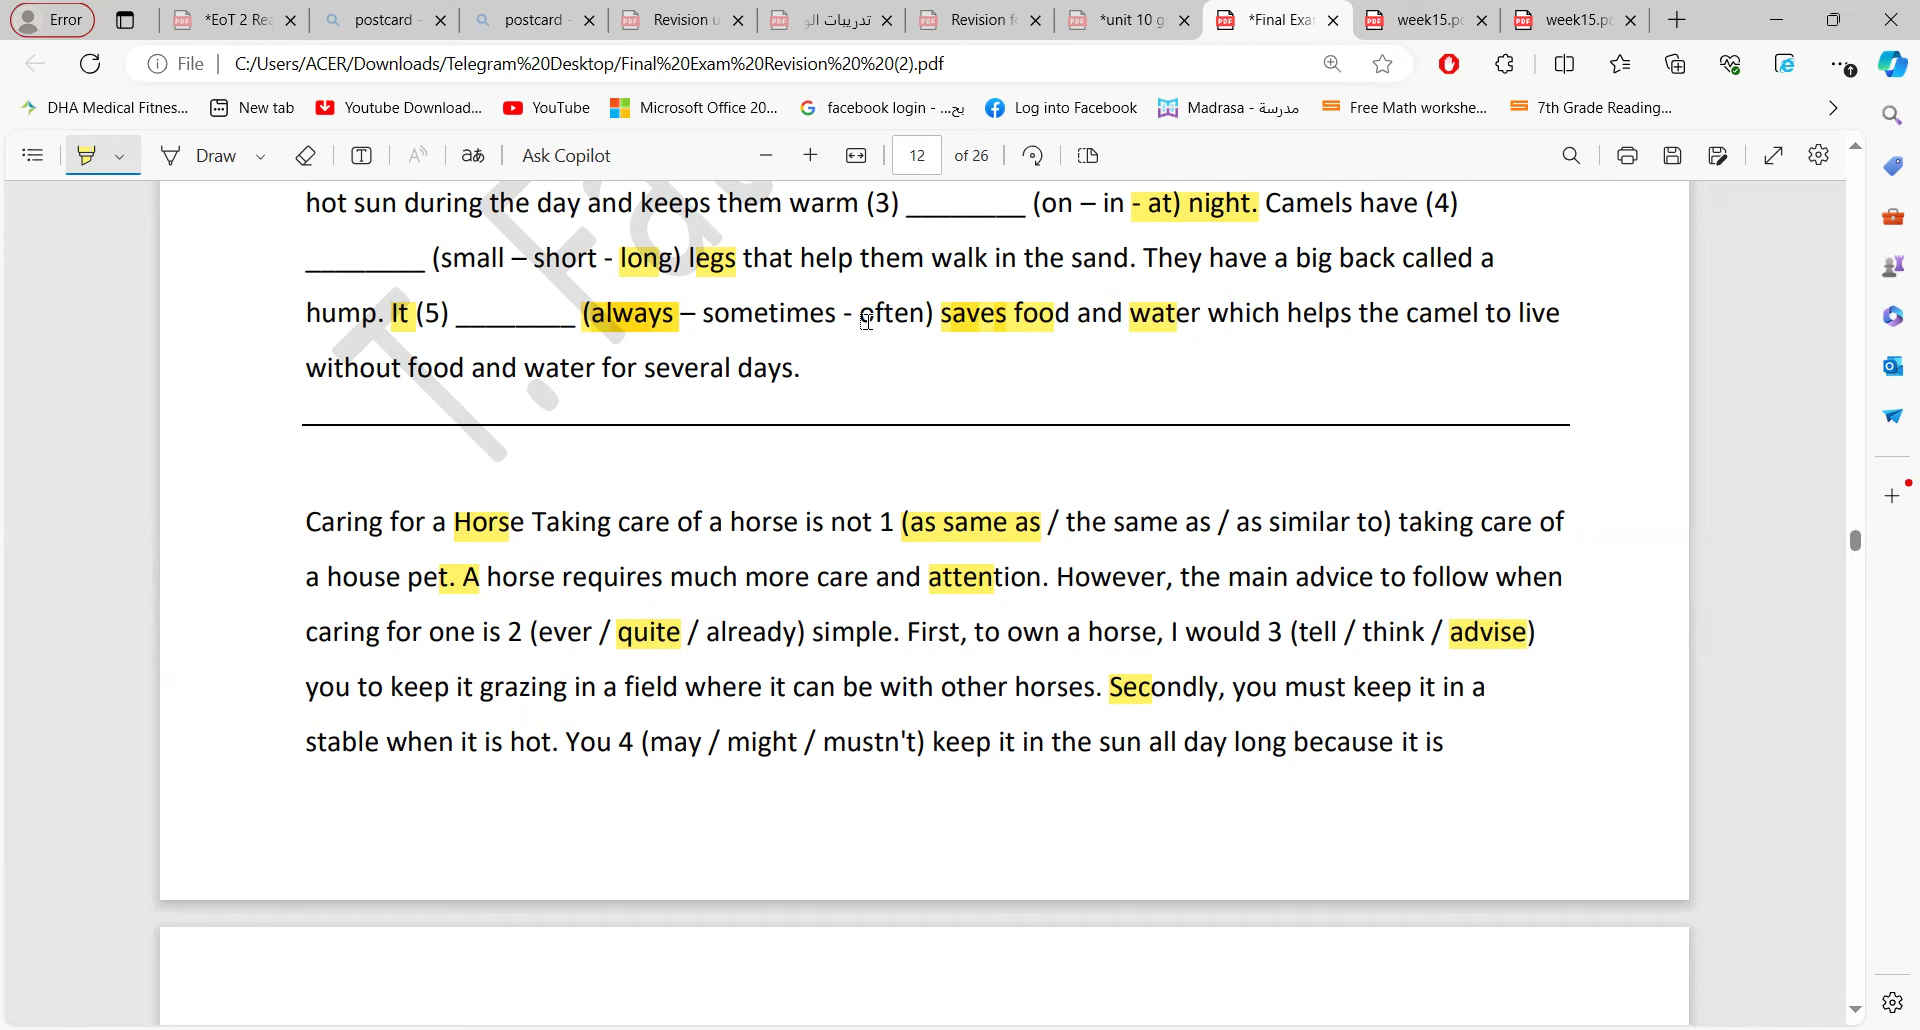 Error
*EoT 2 Rea
postcard -
postcard -
Revision u
تدريبات الو
Revision fo
*unit 10 g
*Final Exa
week15.pd
week15.pd
File
C:/Users/ACER/Downloads/Telegram%20Desktop/Final%20Exam%20Revision%20%20(2).pdf
DHA Medical Fitnes...
New tab
Youtube Download...
YouTube
Microsoft Office 20...
facebook login - ...بح
Log into Facebook
Madrasa - مدرسة
Free Math workshe...
7th Grade Reading...
Draw
Ask Copilot
12 of 26
hot sun during the day and keeps them warm (3) ________ (on – in - at) night. Camels have (4)
________ (small – short - long) legs that help them walk in the sand. They have a big back called a
hump. It (5) ________ (always – sometimes - often) saves food and water which helps the camel to live
without food and water for several days.
Caring for a Horse Taking care of a horse is not 1 (as same as / the same as / as similar to) taking care of
a house pet. A horse requires much more care and attention. However, the main advice to follow when
caring for one is 2 (ever / quite / already) simple. First, to own a horse, I would 3 (tell / think / advise)
you to keep it grazing in a field where it can be with other horses. Secondly, you must keep it in a
stable when it is hot. You 4 (may / might / mustn't) keep it in the sun all day long because it is